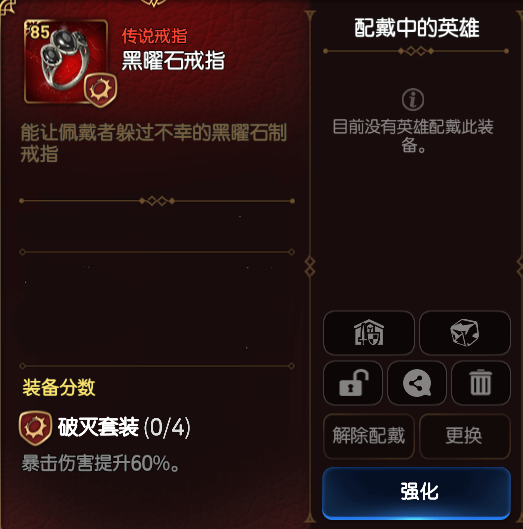 85
传说戒指
黑曜石戒指
能让佩戴者躲过不幸的黑曜石制
戒指
装备分数
破灭套装 (0/4)
暴击伤害提升60%。
配戴中的英雄
目前没有英雄配戴此装
备。
解除配戴
更换
强化